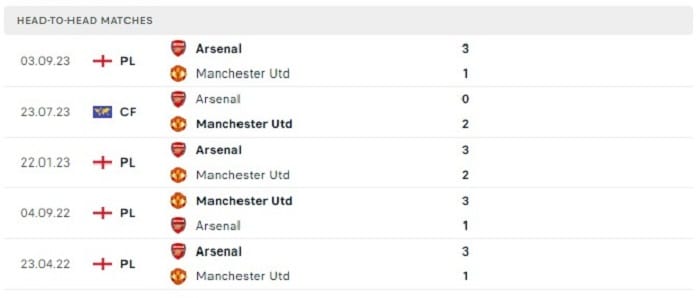 HEAD-TO-HEAD MATCHES
03.09.23 PL Arsenal 3
Manchester Utd 1
23.07.23 CF Arsenal 0
Manchester Utd 2
22.01.23 PL Arsenal 3
Manchester Utd 2
04.09.22 PL Manchester Utd 3
Arsenal 1
23.04.22 PL Arsenal 3
Manchester Utd 1